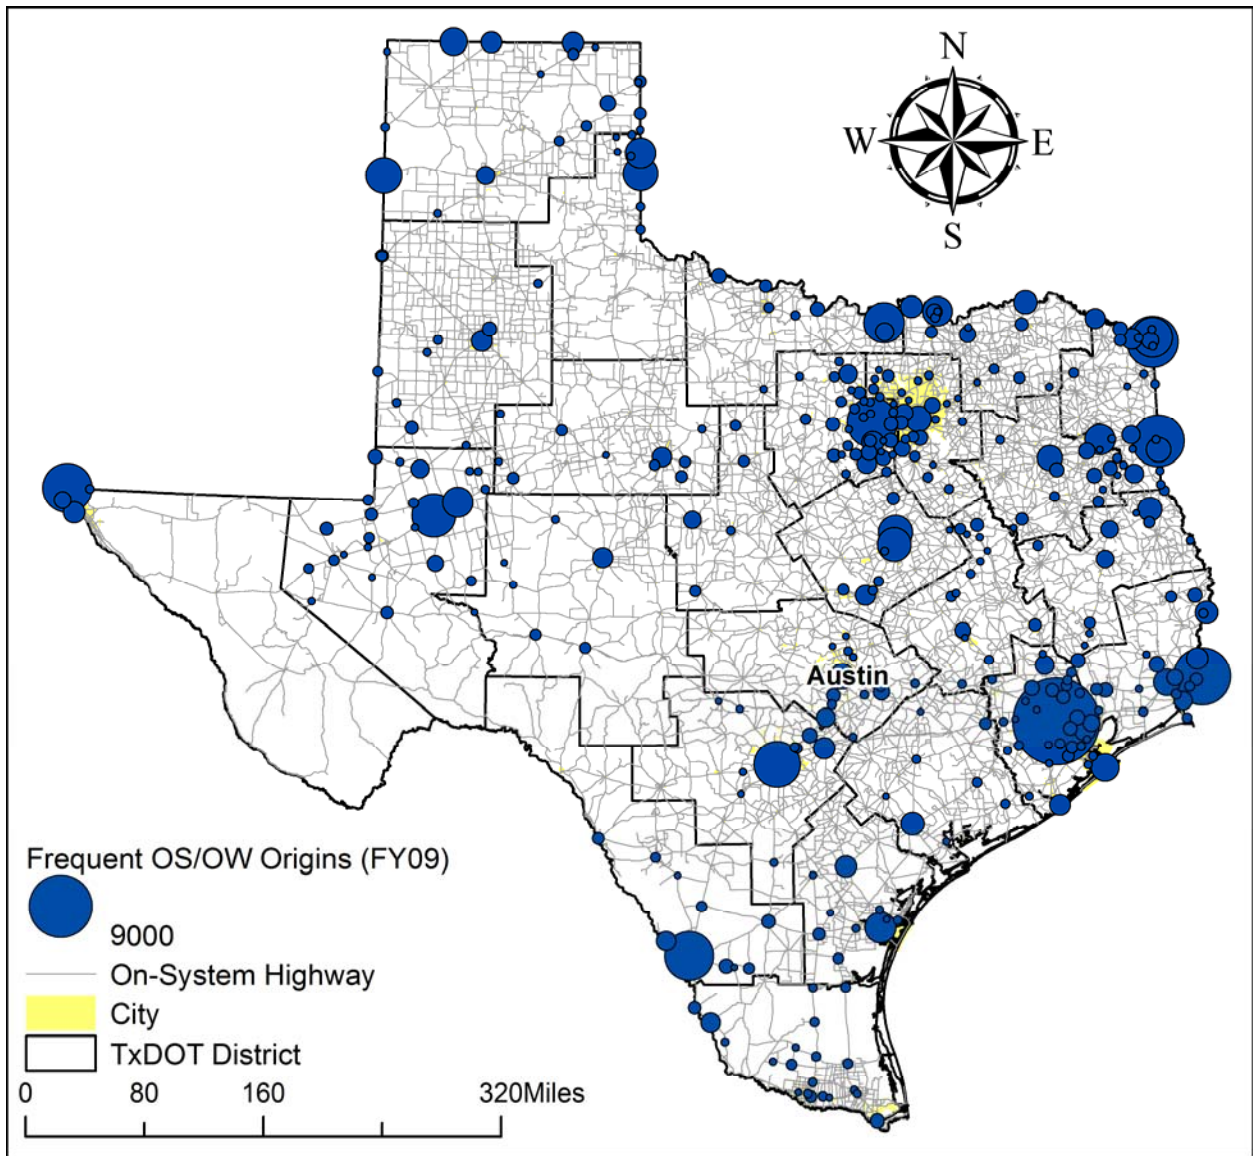 N
W E
S
Austin
Frequent OS/OW Origins (FY09)
9000
On-System Highway
City
TxDOT District
0 80 160 320Miles